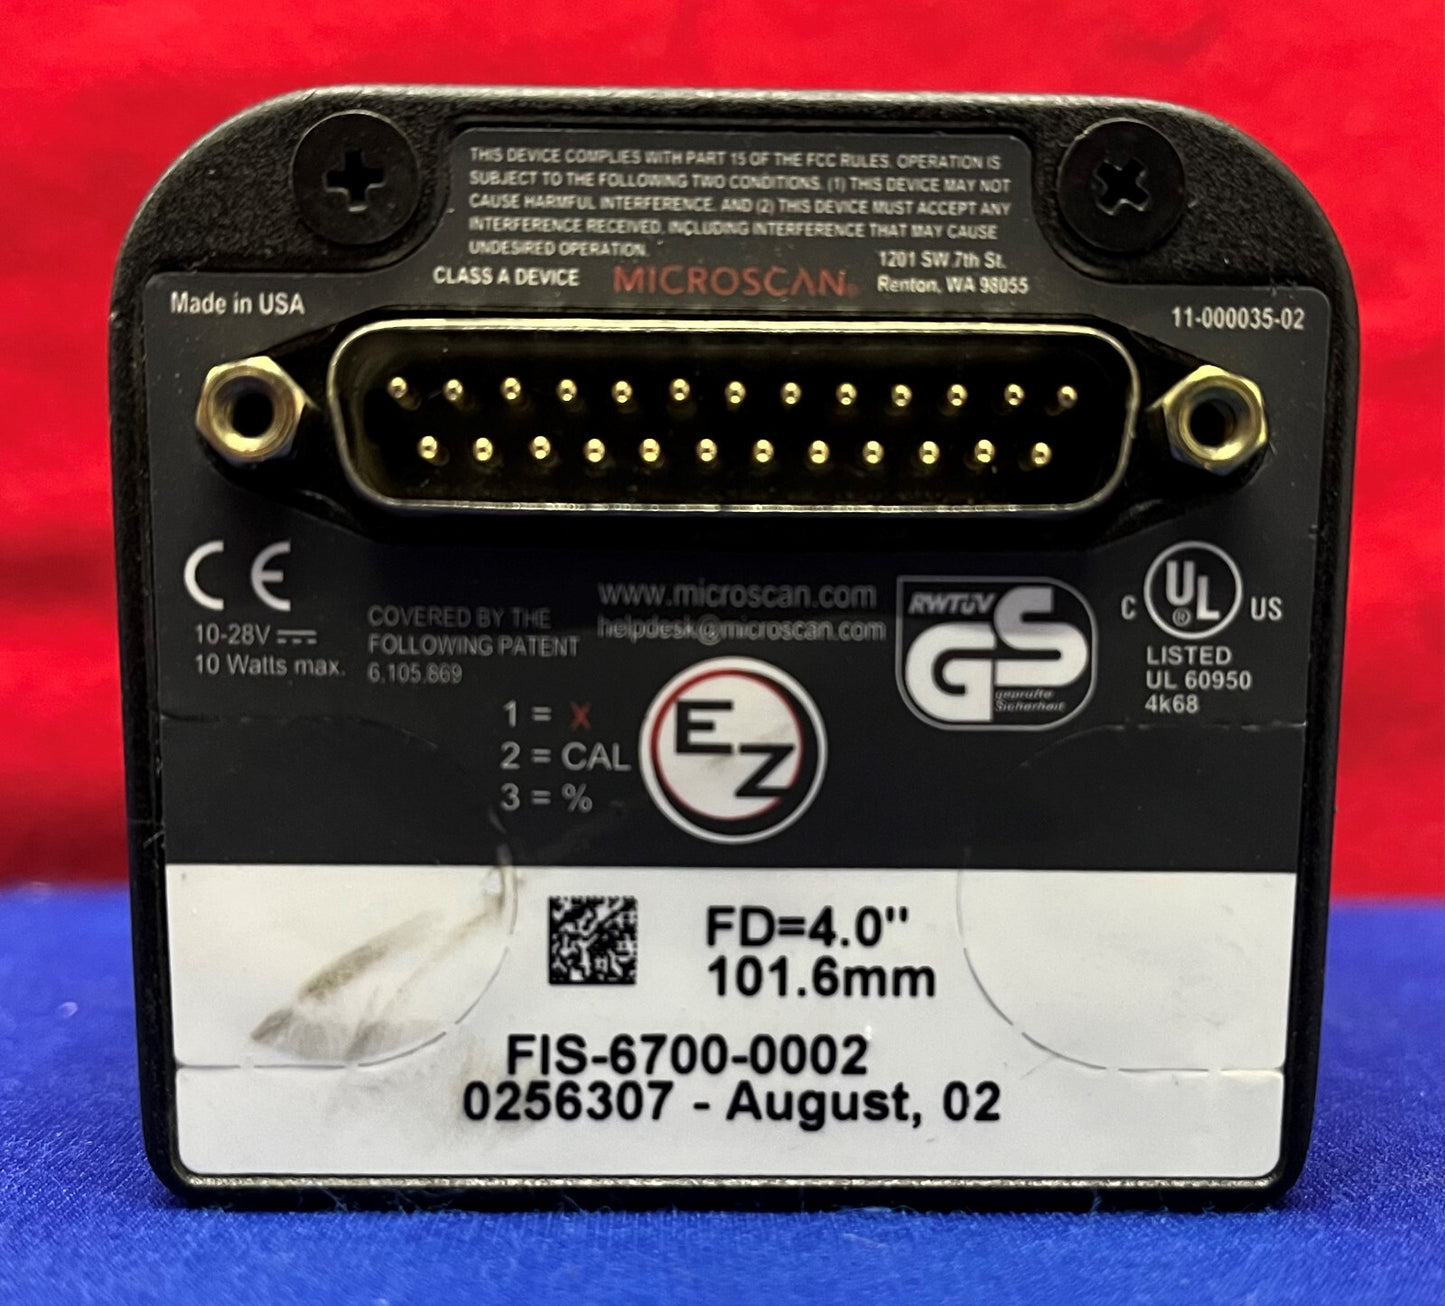 THIS DEVICE COMPLIES WITH PART 15 OF THE FCC RULES. OPERATION IS
SUBJECT TO THE FOLLOWING TWO CONDITIONS. (1) THIS DEVICE MAY NOT
CAUSE HARMFUL INTERFERENCE. AND (2) THIS DEVICE MUST ACCEPT ANY
INTERFERENCE RECEIVED, INCLUDING INTERFERENCE THAT MAY CAUSE
UNDESIRED OPERATION.
CLASS A DEVICE
MICROSCAN®
1201 SW 7th St.
Renton, WA 98055
Made in USA
11-000035-02
CE
10-28V
10 Watts max.
COVERED BY THE
FOLLOWING PATENT
6,105,869
www.microscan.com
helpdesk@microscan.com
RWTüV
GS
geprüfte
Sicherheit
C UL® US
LISTED
UL 60950
4k68
1 = X
2 = CAL
3 = %
EZ
FD=4.0"
101.6mm
FIS-6700-0002
0256307 - August, 02